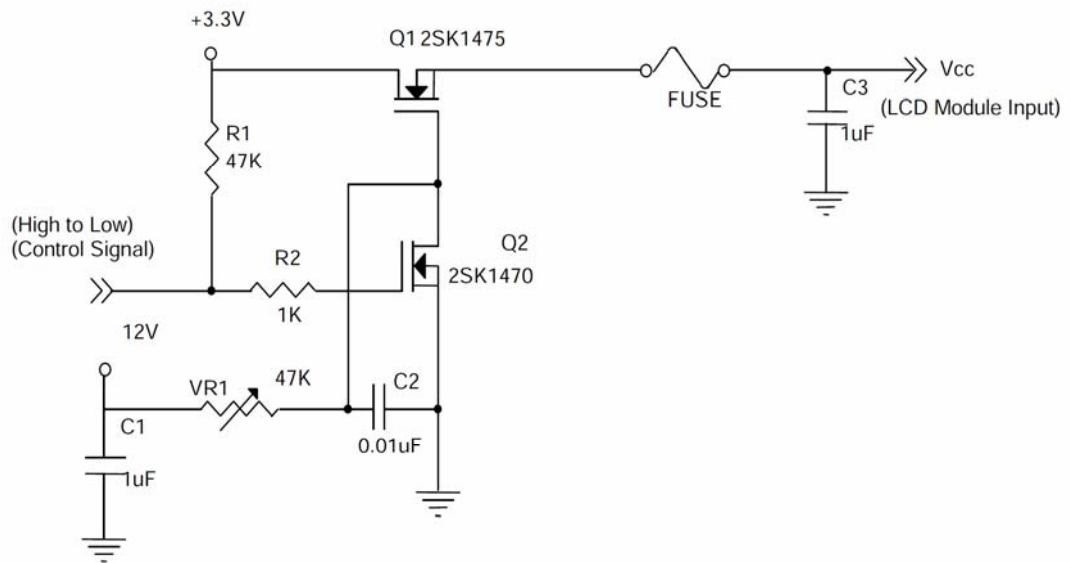 +3.3V
Q1 2SK1475
FUSE
Vcc
(LCD Module Input)
C3
1uF
R1
47K
(High to Low)
(Control Signal)
R2
1K
Q2
2SK1470
12V
VR1
47K
C2
0.01uF
C1
1uF